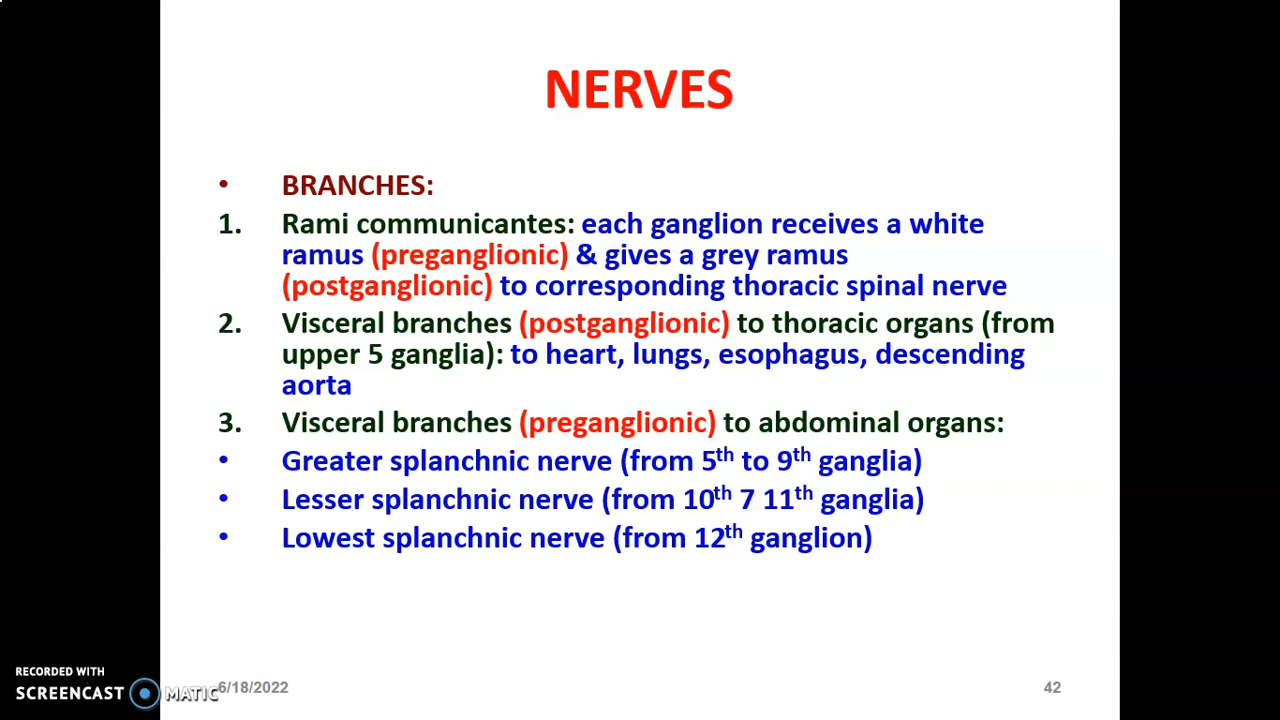 NERVES
• BRANCHES:
1. Rami communicantes: each ganglion receives a white
ramus (preganglionic) & gives a grey ramus
(postganglionic) to corresponding thoracic spinal nerve
2. Visceral branches (postganglionic) to thoracic organs (from
upper 5 ganglia): to heart, lungs, esophagus, descending
aorta
3. Visceral branches (preganglionic) to abdominal organs:
• Greater splanchnic nerve (from 5th to 9th ganglia)
• Lesser splanchnic nerve (from 10th 7 11th ganglia)
• Lowest splanchnic nerve (from 12th ganglion)
RECORDED WITH
SCREENCAST MATIC
6/18/2022
42